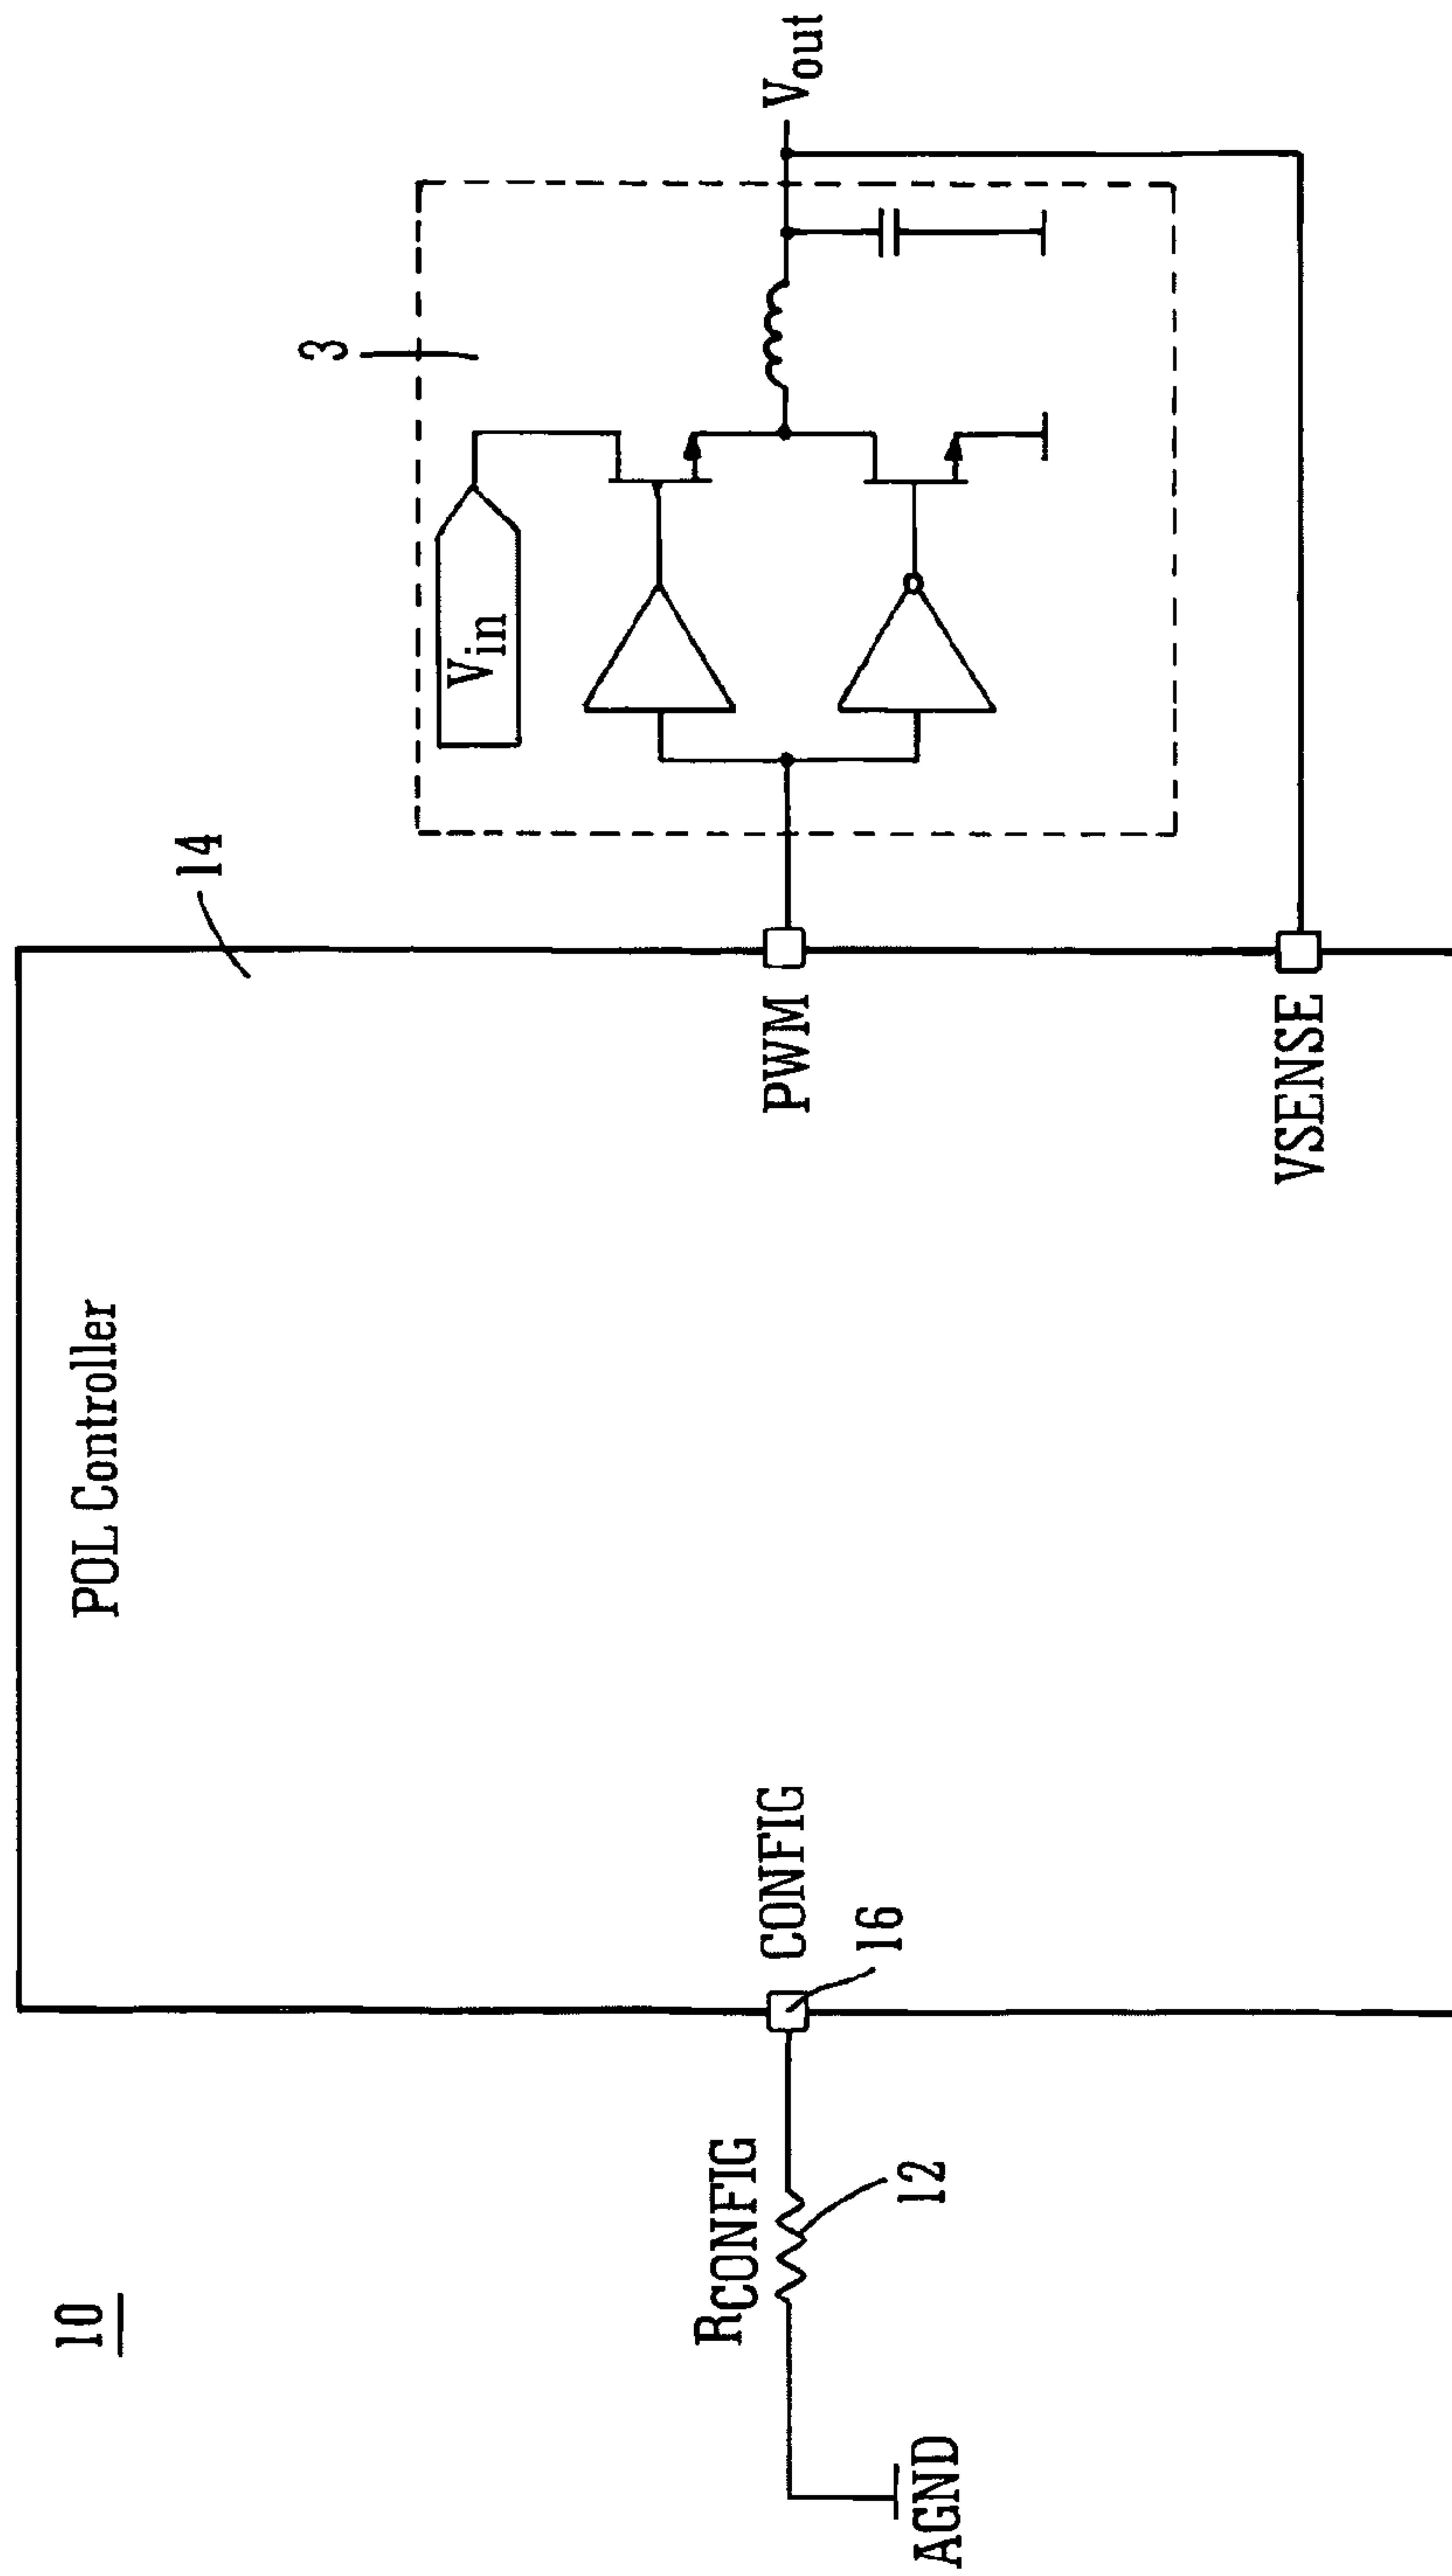 10
POL Controller
14
3
Vin
Vout
RCONFIG
12
CONFIG
16
PWM
AGND
VSENSE